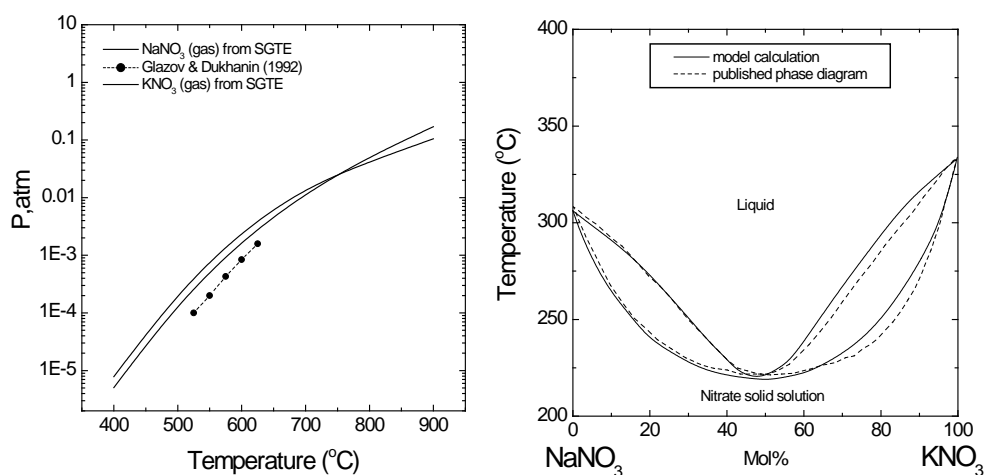 10
1
0.1
0.01
1E-3
1E-4
1E-5
P,atm
NaNO3 (gas) from SGTE
Glazov & Dukhanin (1992)
KNO3 (gas) from SGTE
400 500 600 700 800 900
Temperature (°C)
400
350
300
250
200
Temperature (°C)
model calculation
published phase diagram
Liquid
Nitrate solid solution
0 20 40 60 80 100
NaNO3 Mol% KNO3